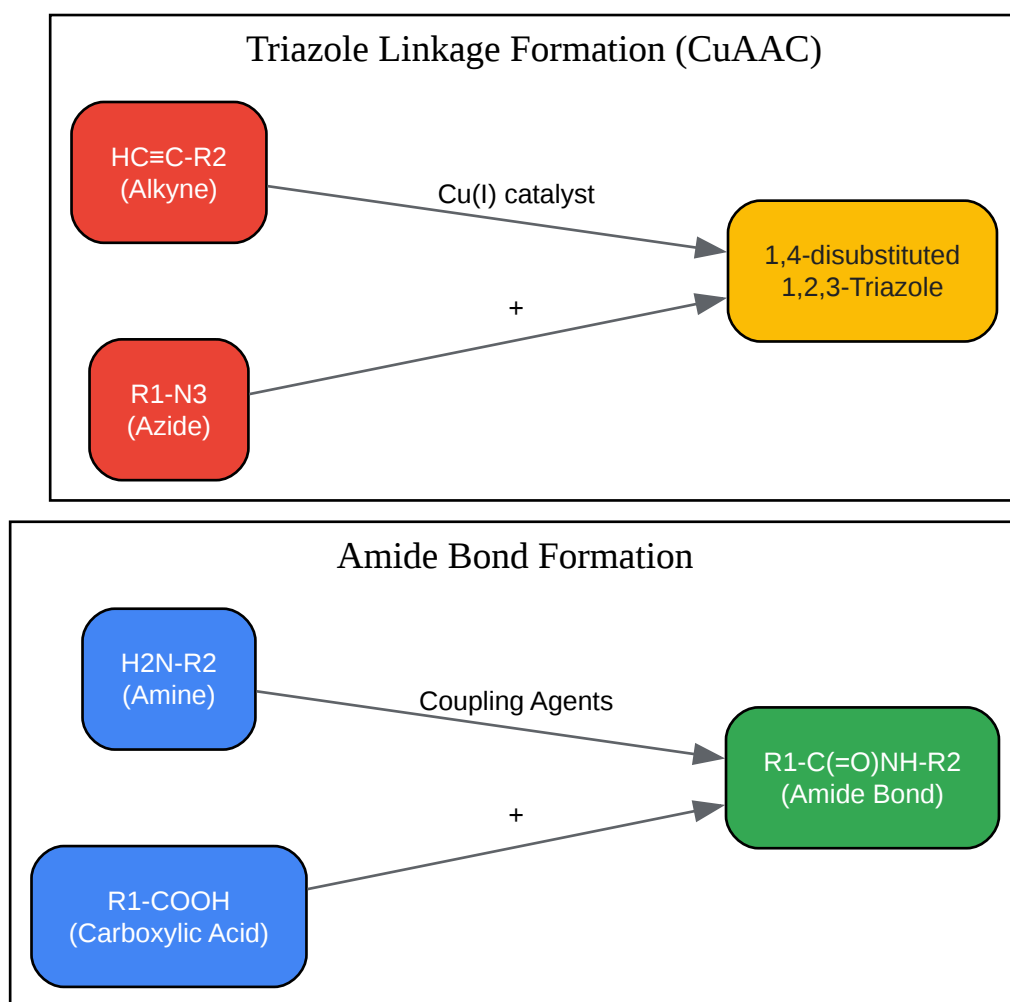 Triazole Linkage Formation (CuAAC)
HC≡C-R2
(Alkyne)
Cu(I) catalyst
1,4-disubstituted
1,2,3-Triazole
+
R1-N3
(Azide)
Amide Bond Formation
H2N-R2
(Amine)
Coupling Agents
R1-C(=O)NH-R2
(Amide Bond)
+
R1-COOH
(Carboxylic Acid)